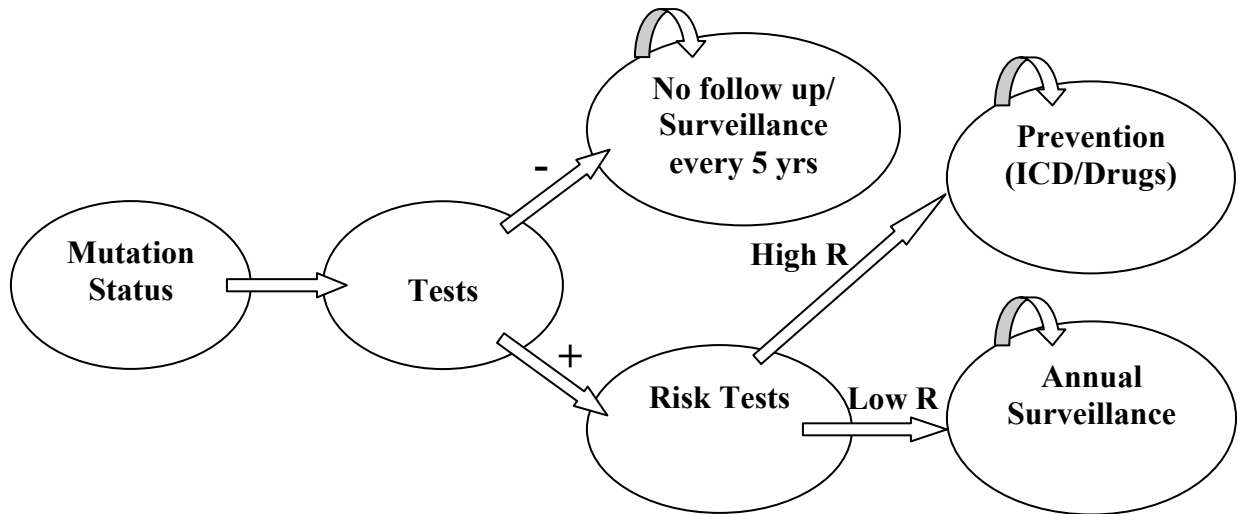 Mutation
Status
Tests
-
No follow up/
Surveillance
every 5 yrs
+
Risk Tests
High R
Prevention
(ICD/Drugs)
Low R
Annual
Surveillance